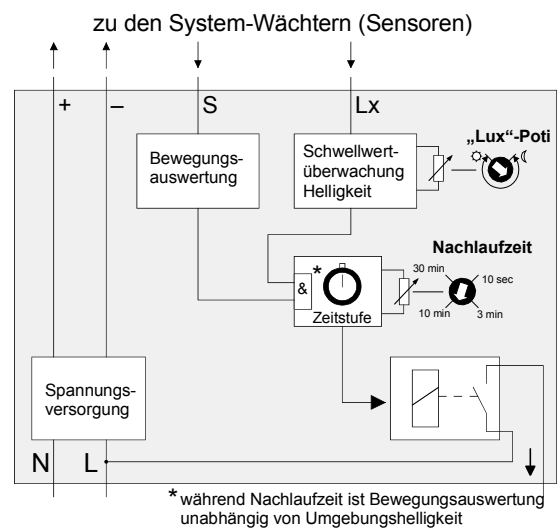 zu den System-Wächtern (Sensoren)
+ – S Lx
Bewegungs-
auswertung
Schwellwert-
überwachung
Helligkeit
„Lux“-Poti
Nachlaufzeit
30 min
10 sec
10 min
3 min
&
*
Zeitstufe
Spannungs-
versorgung
N L
* während Nachlaufzeit ist Bewegungsauswertung
unabhängig von Umgebungshelligkeit